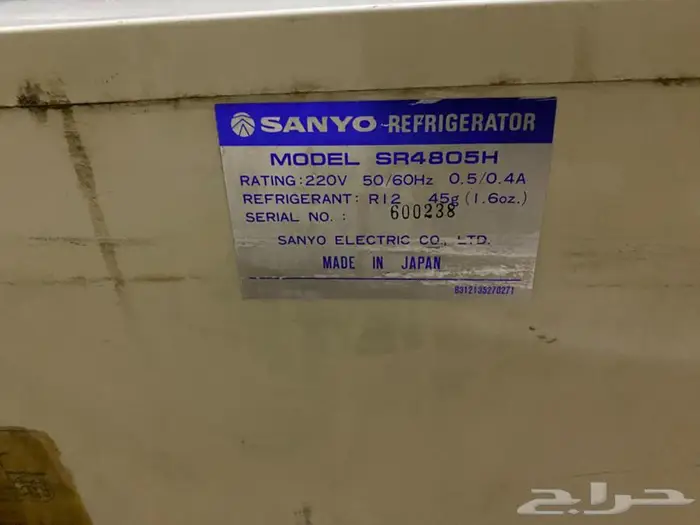 SANYO REFRIGERATOR
MODEL SR4805H
RATING:220V 50/60Hz 0.5/0.4A
REFRIGERANT: R12 45g (1.6oz.)
SERIAL NO. : 600238
SANYO ELECTRIC CO., LTD.
MADE IN JAPAN
8312135270271
حراج